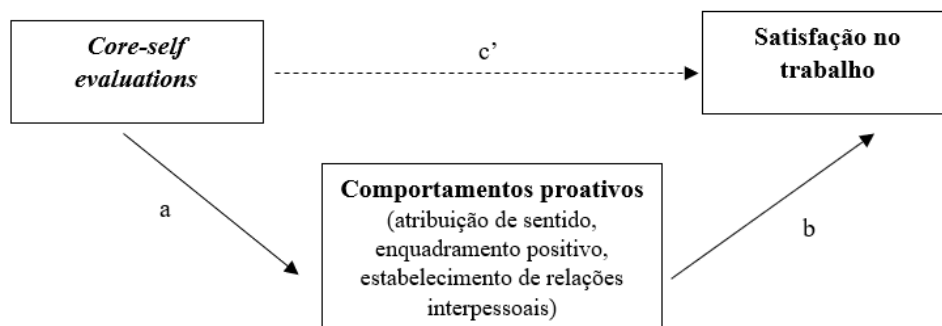 Core-self
evaluations
c’
Satisfação no
trabalho
a
Comportamentos proativos
(atribuição de sentido,
enquadramento positivo,
estabelecimento de relações
interpessoais)
b